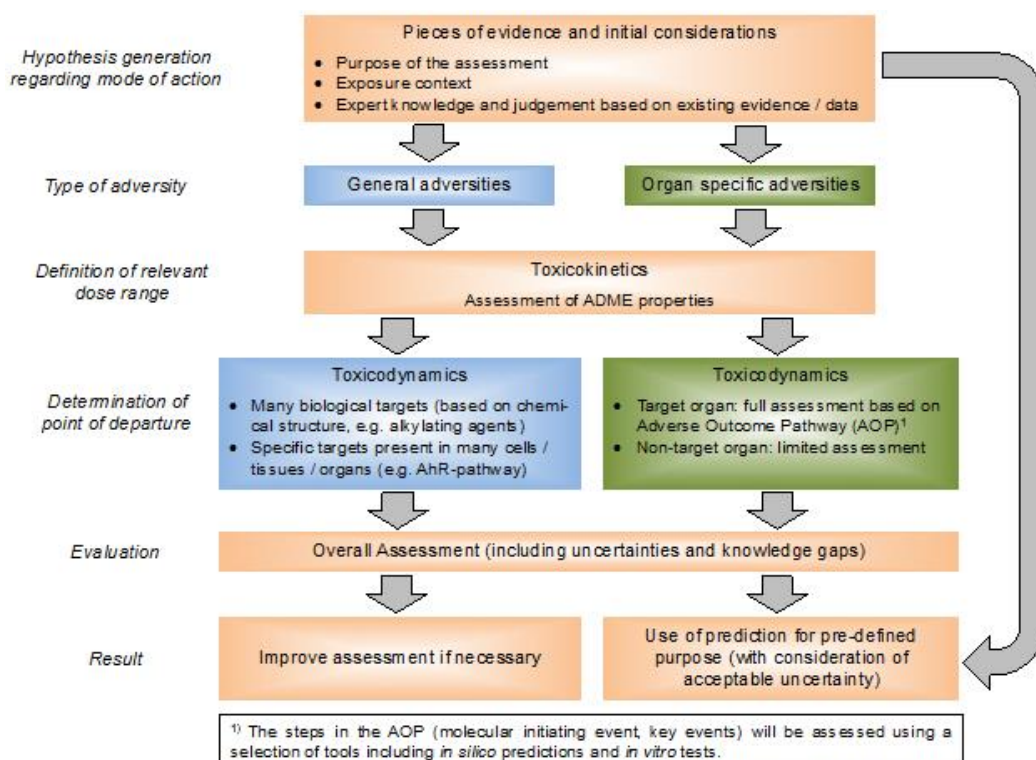 Hypothesis generation
regarding mode of action
Pieces of evidence and initial considerations
• Purpose of the assessment
• Exposure context
• Expert knowledge and judgement based on existing evidence / data
Type of adversity
General adversities
Organ specific adversities
Definition of relevant
dose range
Toxicokinetics
Assessment of ADME properties
Determination of
point of departure
Toxicodynamics
• Many biological targets (based on chemi-
cal structure, e.g. alkylating agents)
• Specific targets present in many cells /
tissues / organs (e.g. AhR-pathway)
Toxicodynamics
• Target organ: full assessment based on
Adverse Outcome Pathway (AOP)¹
• Non-target organ: limited assessment
Evaluation
Overall Assessment (including uncertainties and knowledge gaps)
Result
Improve assessment if necessary
Use of prediction for pre-defined
purpose (with consideration of
acceptable uncertainty)
¹⁾ The steps in the AOP (molecular initiating event, key events) will be assessed using a
selection of tools including in silico predictions and in vitro tests.